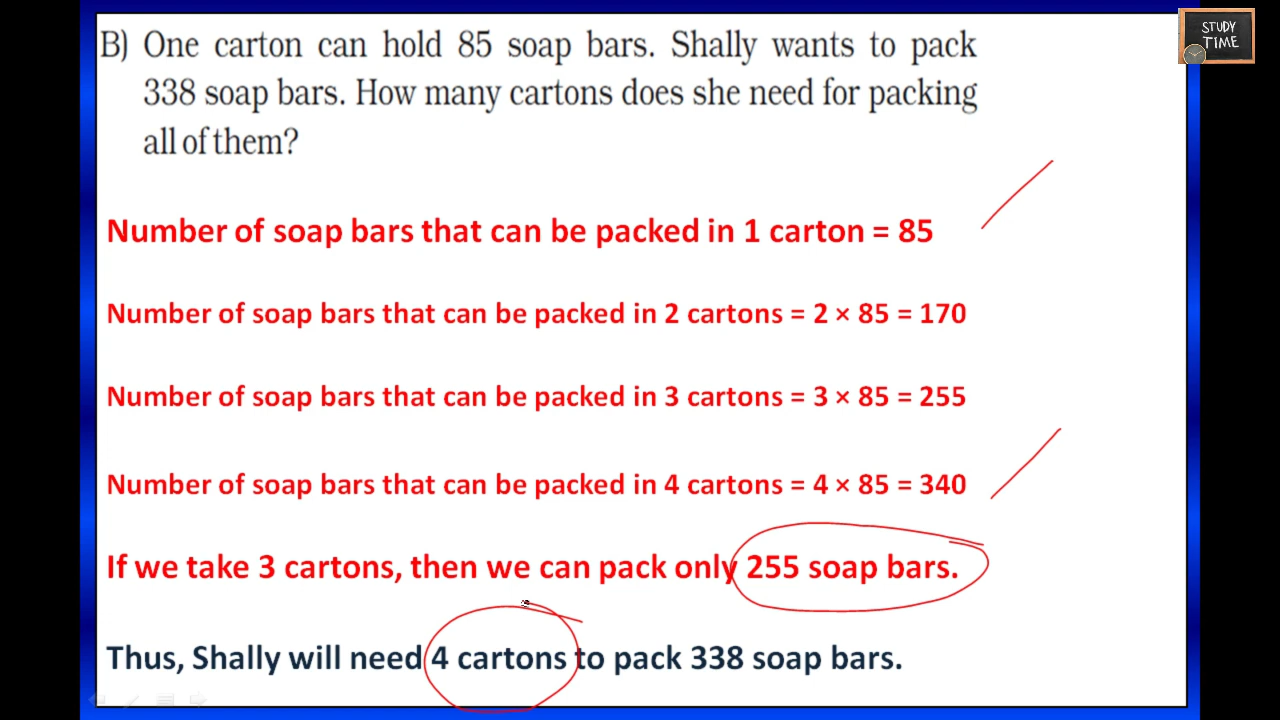 B) One carton can hold 85 soap bars. Shally wants to pack
338 soap bars. How many cartons does she need for packing
all of them?
STUDY
TIME
Number of soap bars that can be packed in 1 carton = 85
Number of soap bars that can be packed in 2 cartons = 2 × 85 = 170
Number of soap bars that can be packed in 3 cartons = 3 × 85 = 255
Number of soap bars that can be packed in 4 cartons = 4 × 85 = 340
If we take 3 cartons, then we can pack only 255 soap bars.
Thus, Shally will need 4 cartons to pack 338 soap bars.